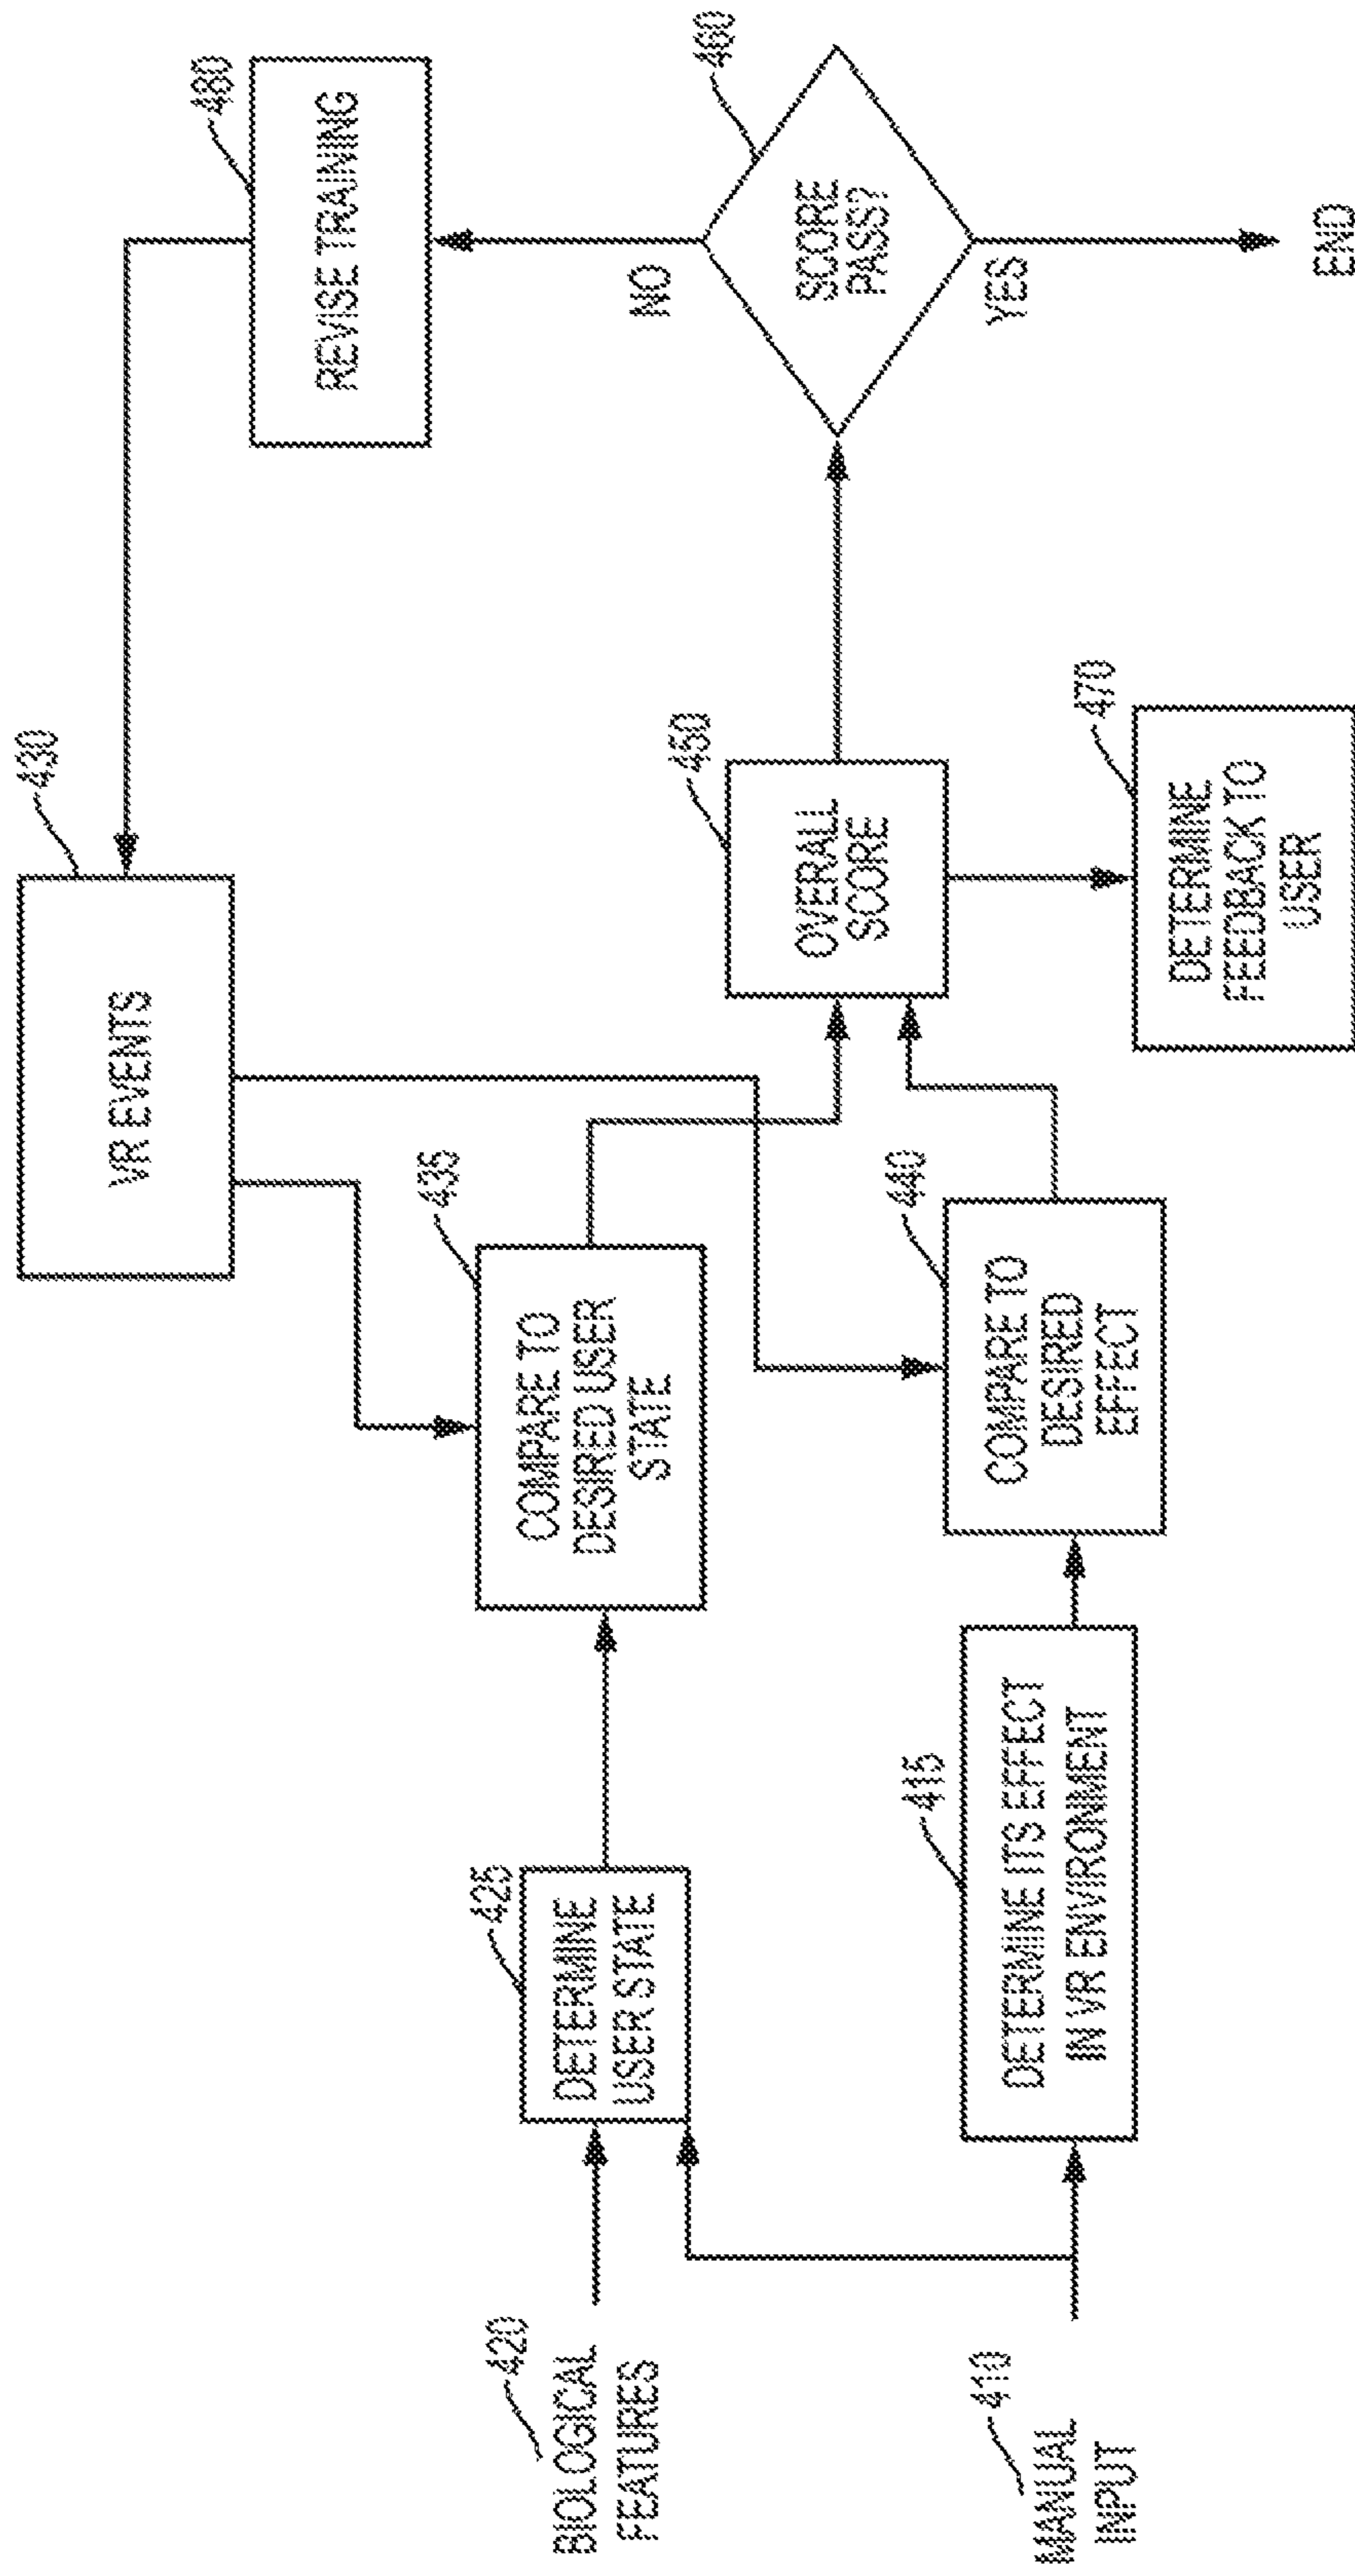 430
VR EVENTS
480
REVISE TRAINING
420
BIOLOGICAL
FEATURES
425
DETERMINE
USER STATE
435
COMPARE TO
DESIRED USER
STATE
450
OVERALL
SCORE
NO
460
SCORE
PASS?
YES
410
MANUAL
INPUT
415
DETERMINE ITS EFFECT
IN VR ENVIRONMENT
440
COMPARE TO
DESIRED
EFFECT
470
DETERMINE
FEEDBACK TO
USER
END